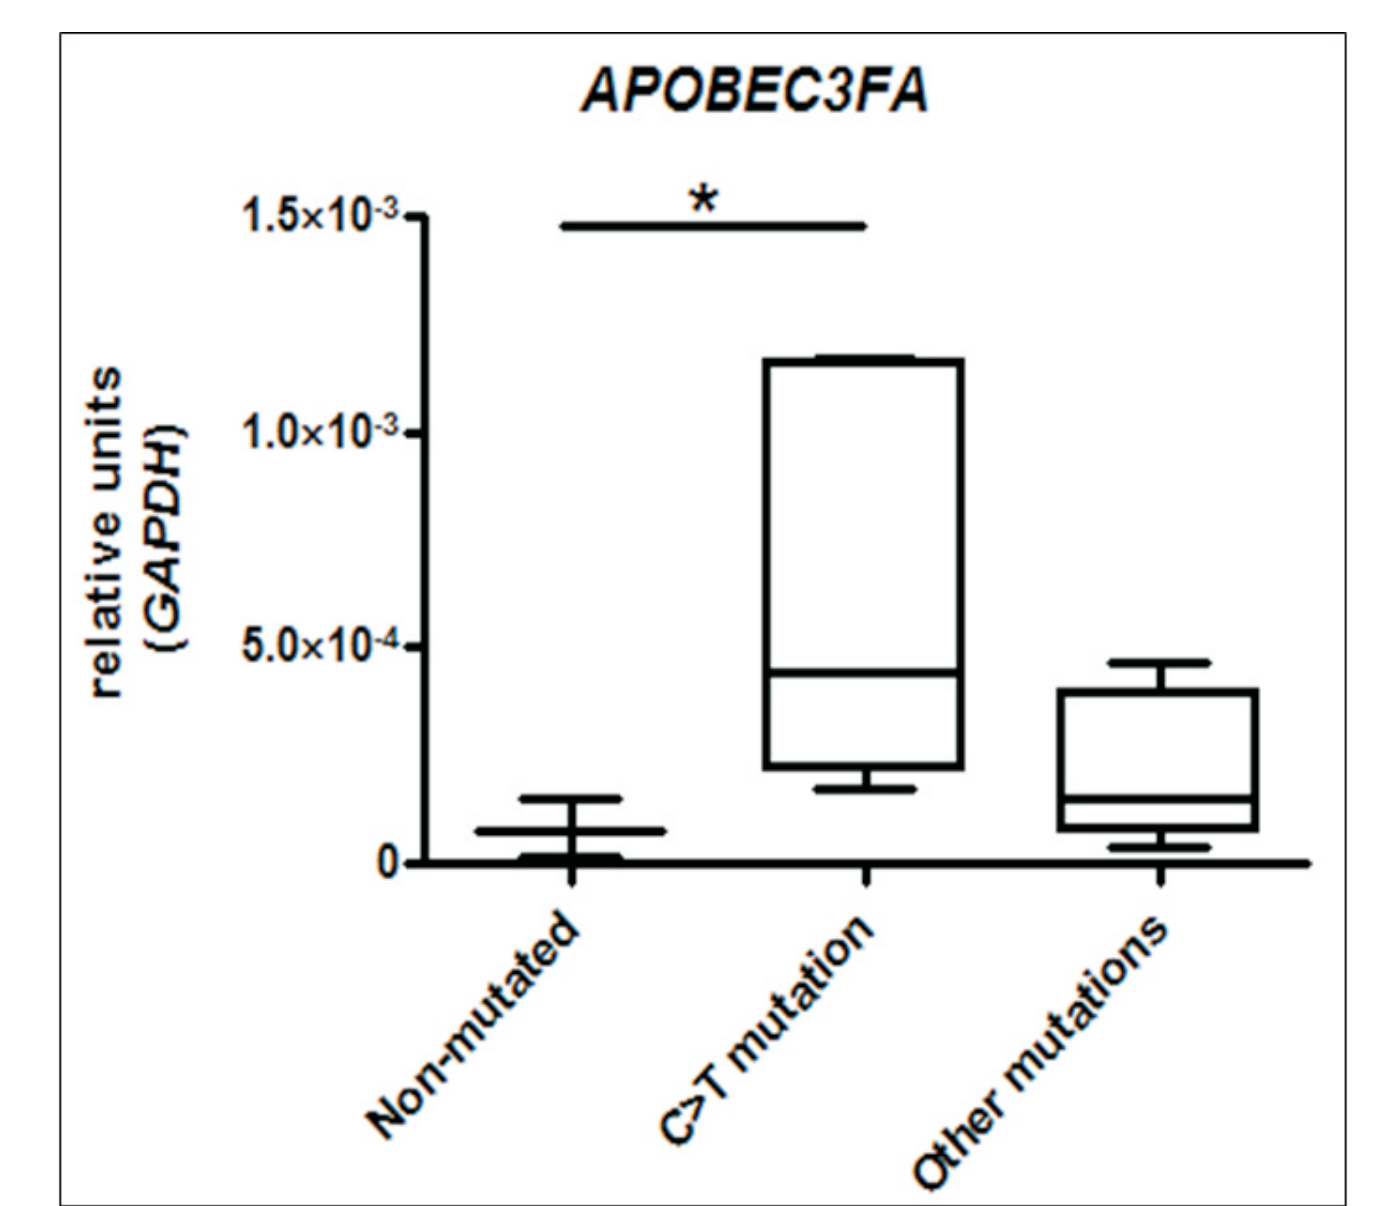 APOBEC3FA
*
1.5×10⁻³
1.0×10⁻³
5.0×10⁻⁴
0
relative units
(GAPDH)
Non-mutated
C>T mutation
Other mutations